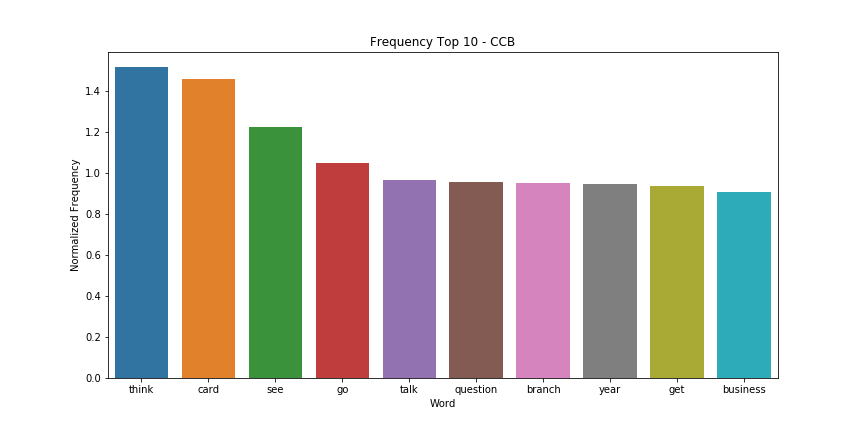 Frequency Top 10 - CCB
Normalized Frequency
1.4
1.2
1.0
0.8
0.6
0.4
0.2
0.0
think card see go talk question branch year get business
Word